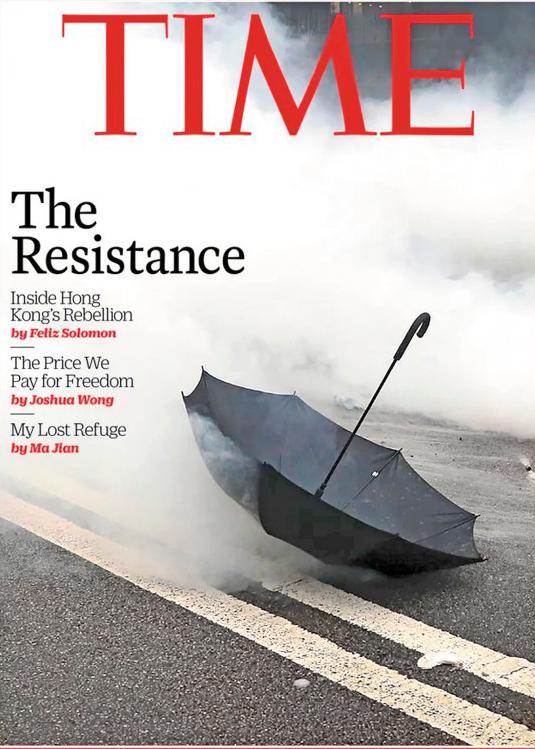 TIME
The
Resistance
Inside Hong
Kong's Rebellion
by Feliz Solomon
The Price We
Pay for Freedom
by Joshua Wong
My Lost Refuge
by Ma Jian